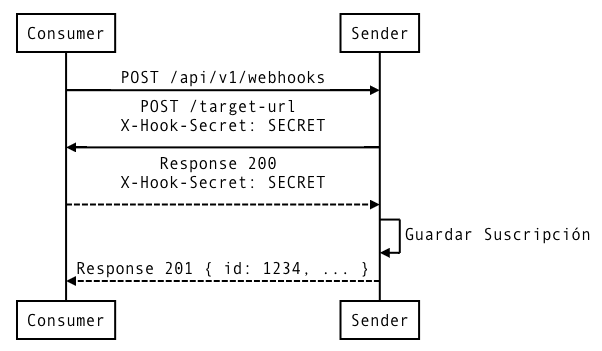 Consumer
Sender
POST /api/v1/webhooks
POST /target-url
X-Hook-Secret: SECRET
Response 200
X-Hook-Secret: SECRET
Guardar Suscripción
Response 201 { id: 1234, ... }
Consumer
Sender